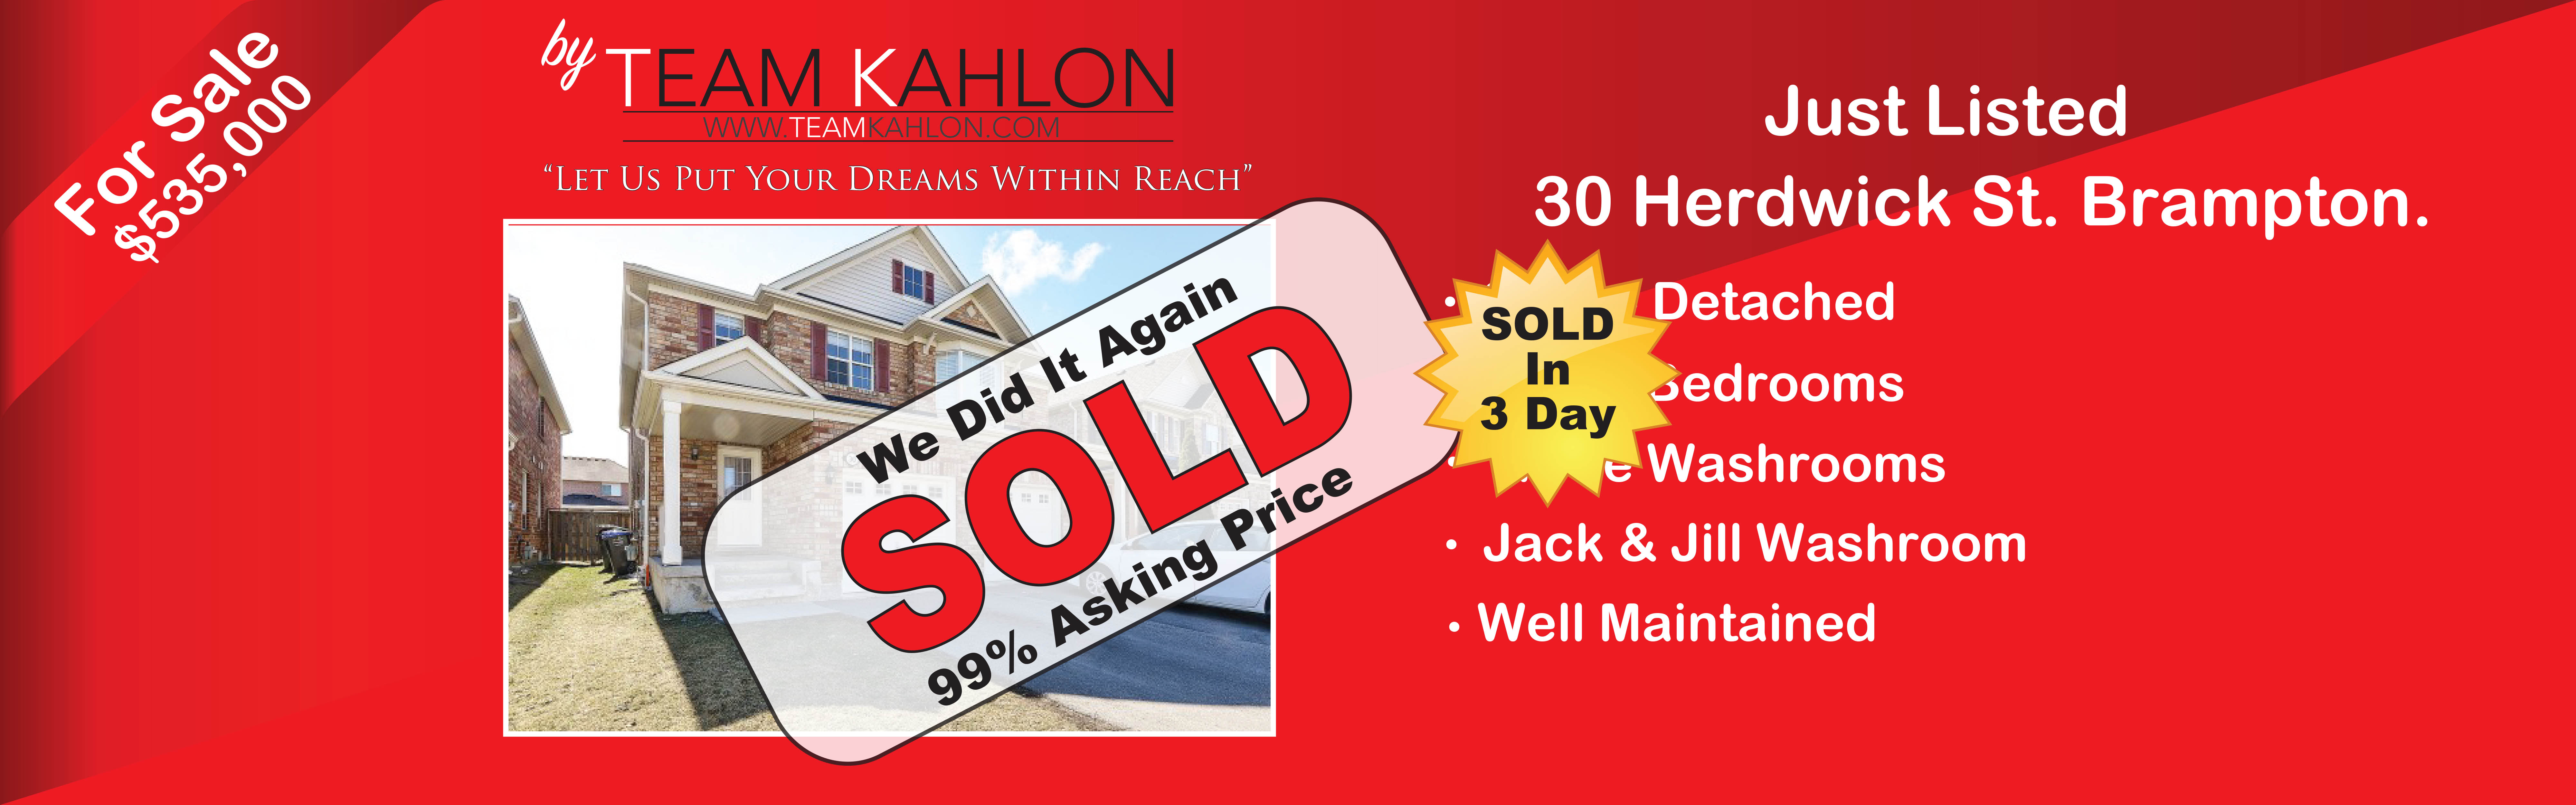 For Sale
$535,000
by TEAM KAHLON
WWW.TEAMKAHLON.COM
“LET US PUT YOUR DREAMS WITHIN REACH”
We Did It Again
SOLD
99% Asking Price
Just Listed
30 Herdwick St. Brampton.
SOLD
In
3 Day
• Detached
Bedrooms
Washrooms
• Jack & Jill Washroom
• Well Maintained